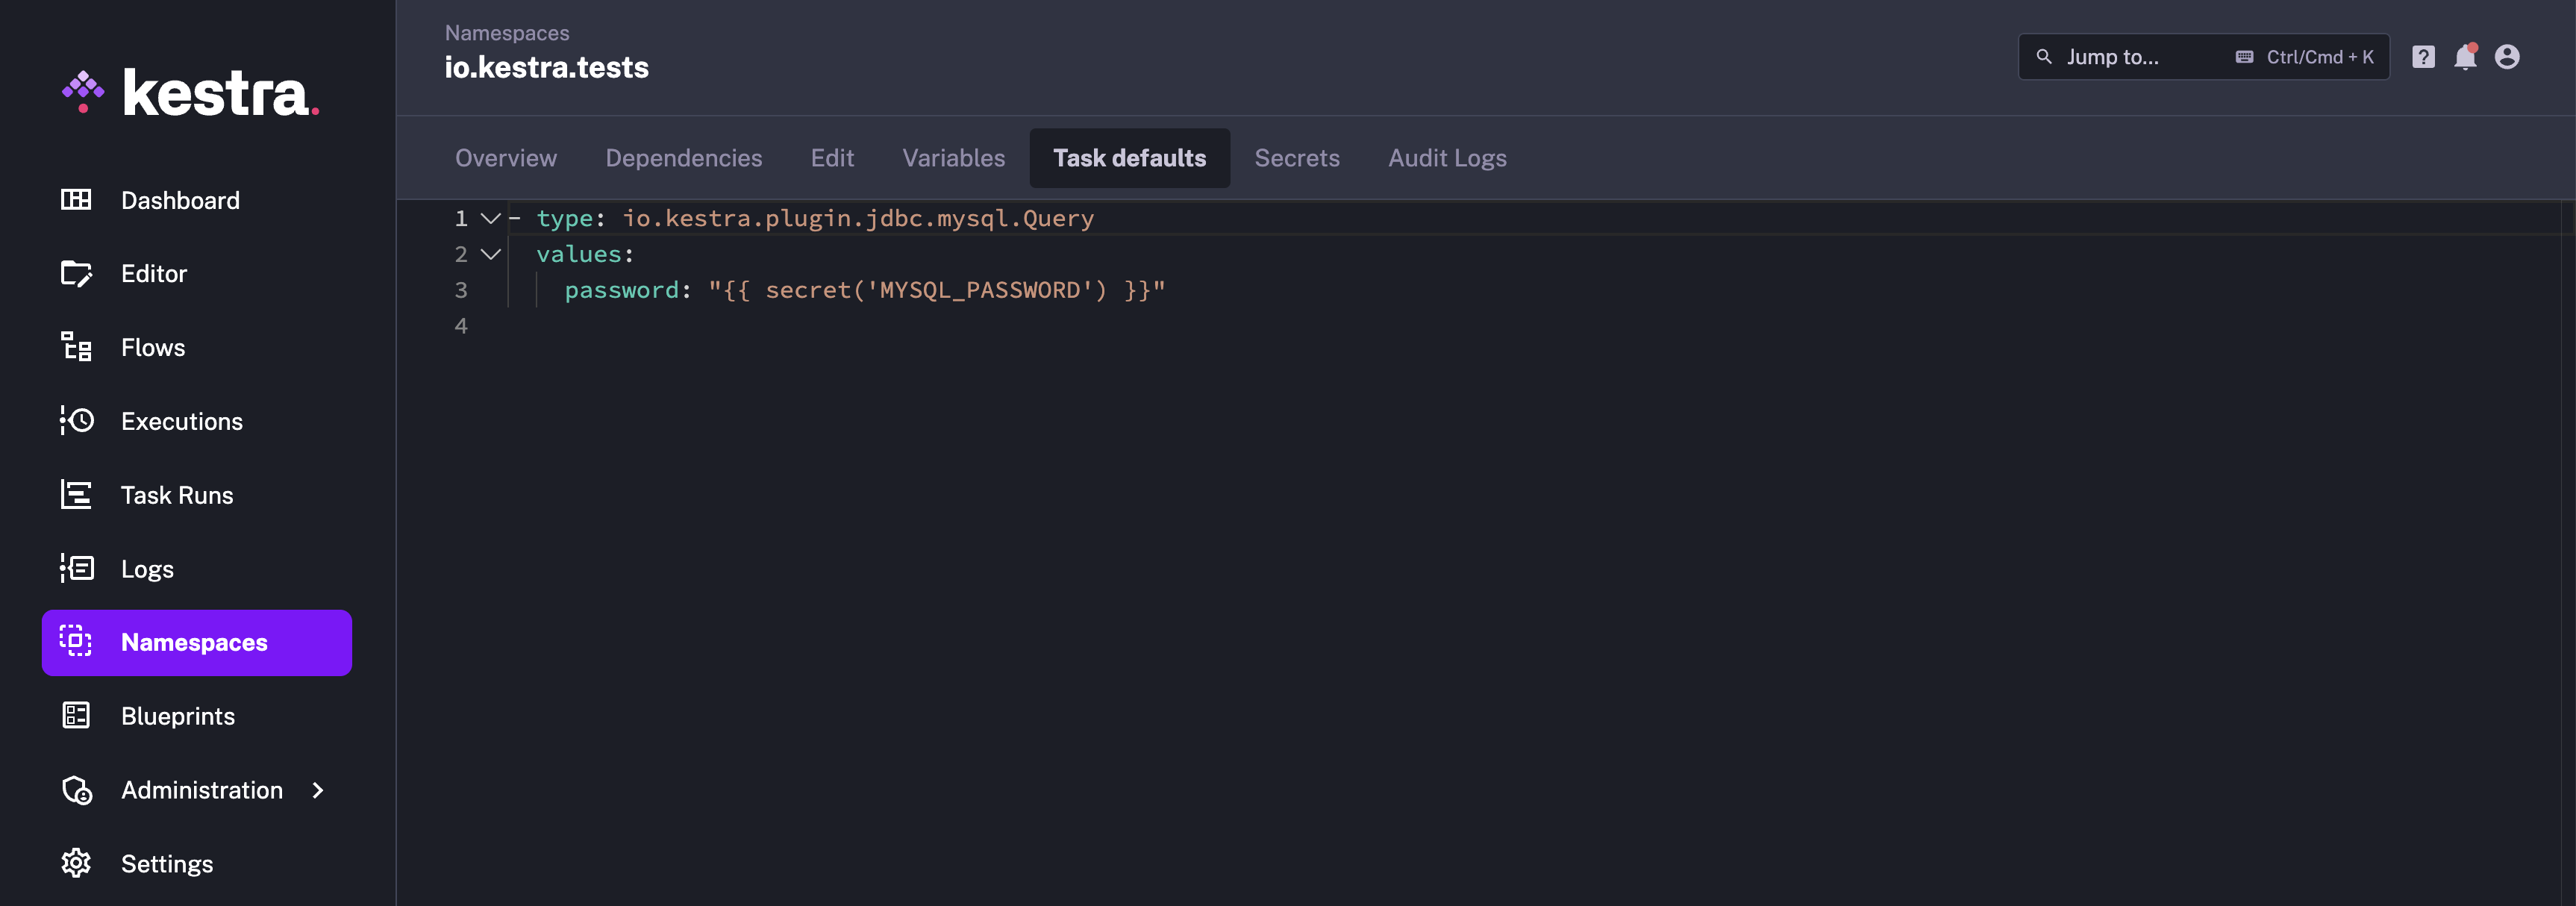 kestra.
Dashboard
Editor
Flows
Executions
Task Runs
Logs
Namespaces
Blueprints
Administration
Settings
Namespaces
io.kestra.tests
Jump to... Ctrl/Cmd + K
Overview Dependencies Edit Variables Task defaults Secrets Audit Logs
1 - type: io.kestra.plugin.jdbc.mysql.Query
2 values:
3 password: "{{ secret('MYSQL_PASSWORD') }}"
4